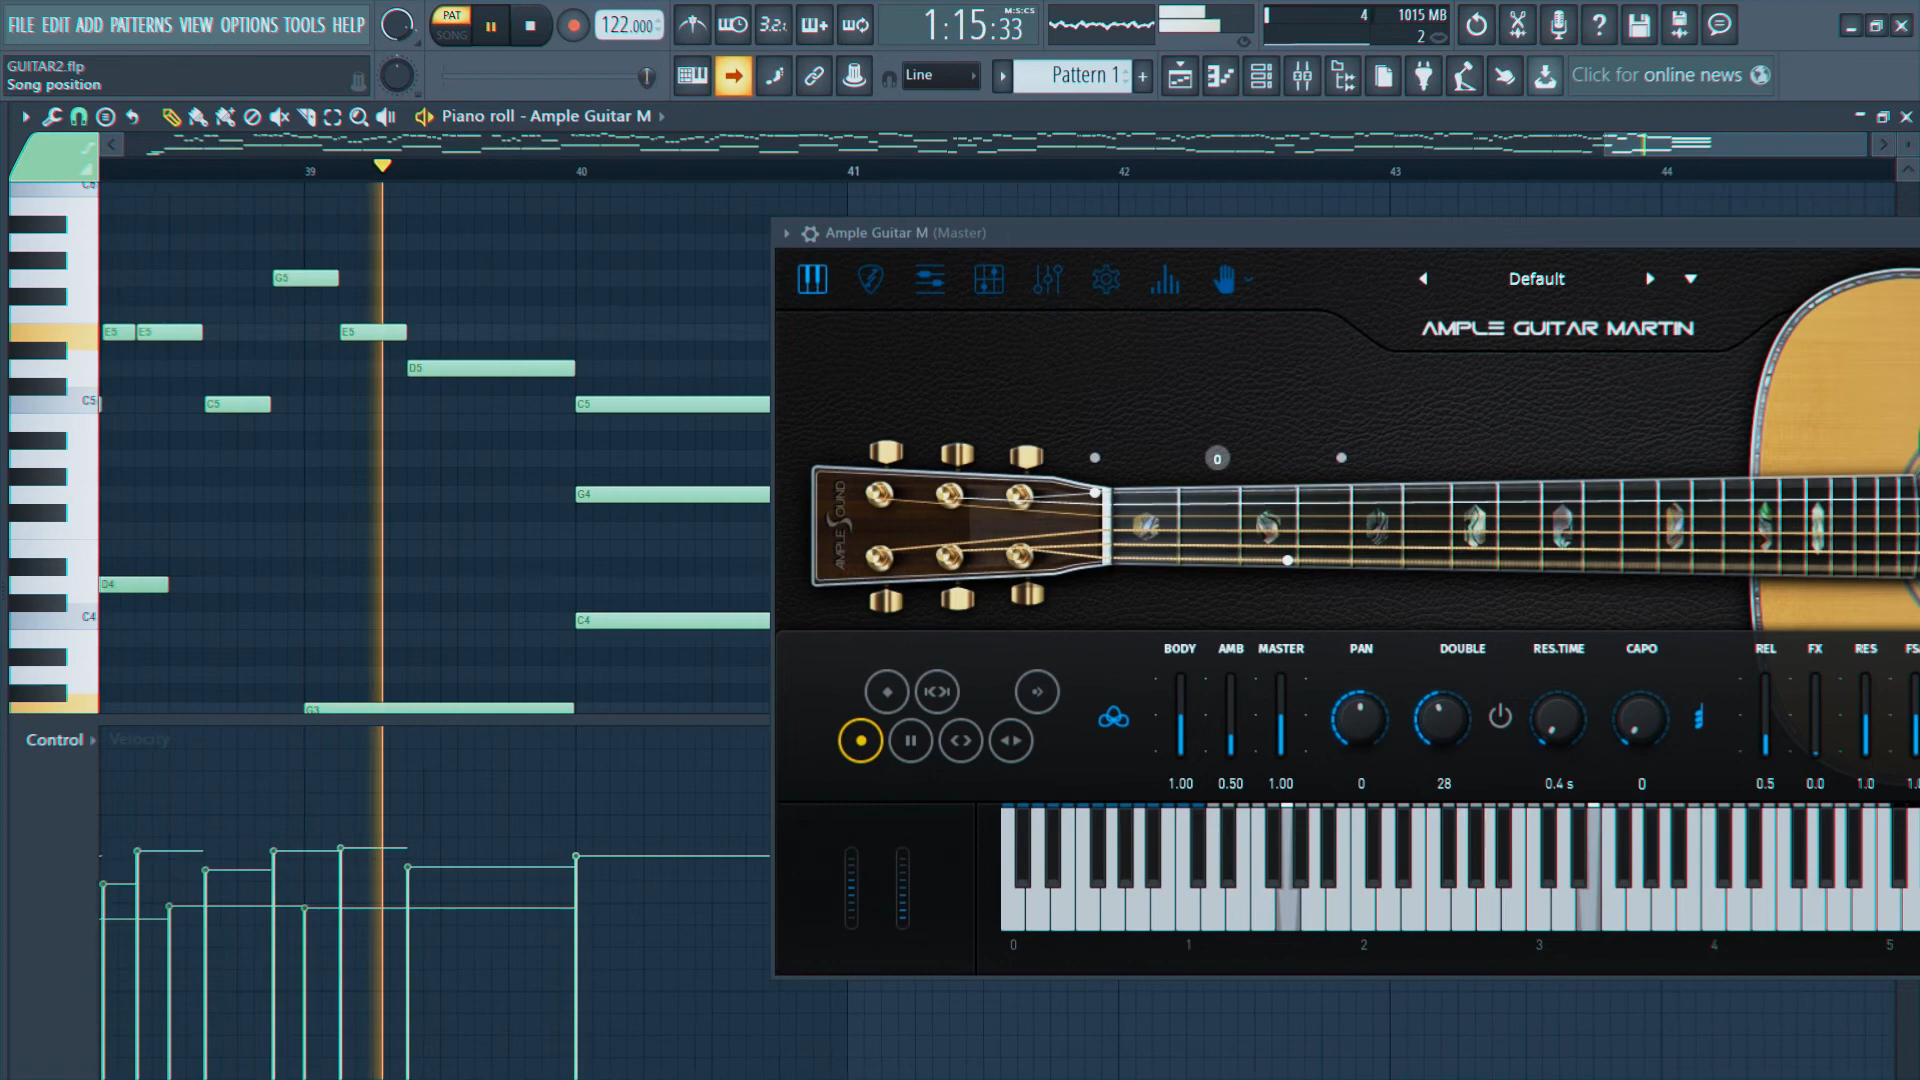 FILE EDIT ADD PATTERNS VIEW OPTIONS TOOLS HELP
PAT
SONG
122.000
3.2.
1:15:33
M:S:CS
4
1015 MB
2
GUITAR2.flp
Song position
Line
Pattern 1
Click for online news
Piano roll - Ample Guitar M
39
40
41
42
43
44
C6
G5
E5
E5
E5
D5
C5
C5
C5
G4
D4
C4
C4
G3
Control
Velocity
Ample Guitar M (Master)
Default
AMPLE GUITAR MARTIN
0
AMPLE SOUND
BODY
AMB
MASTER
PAN
DOUBLE
RES.TIME
CAPO
REL
FX
RES
1.00
0.50
1.00
0
28
0.4 s
0
0.5
0.0
1.0
0
1
2
3
4
5